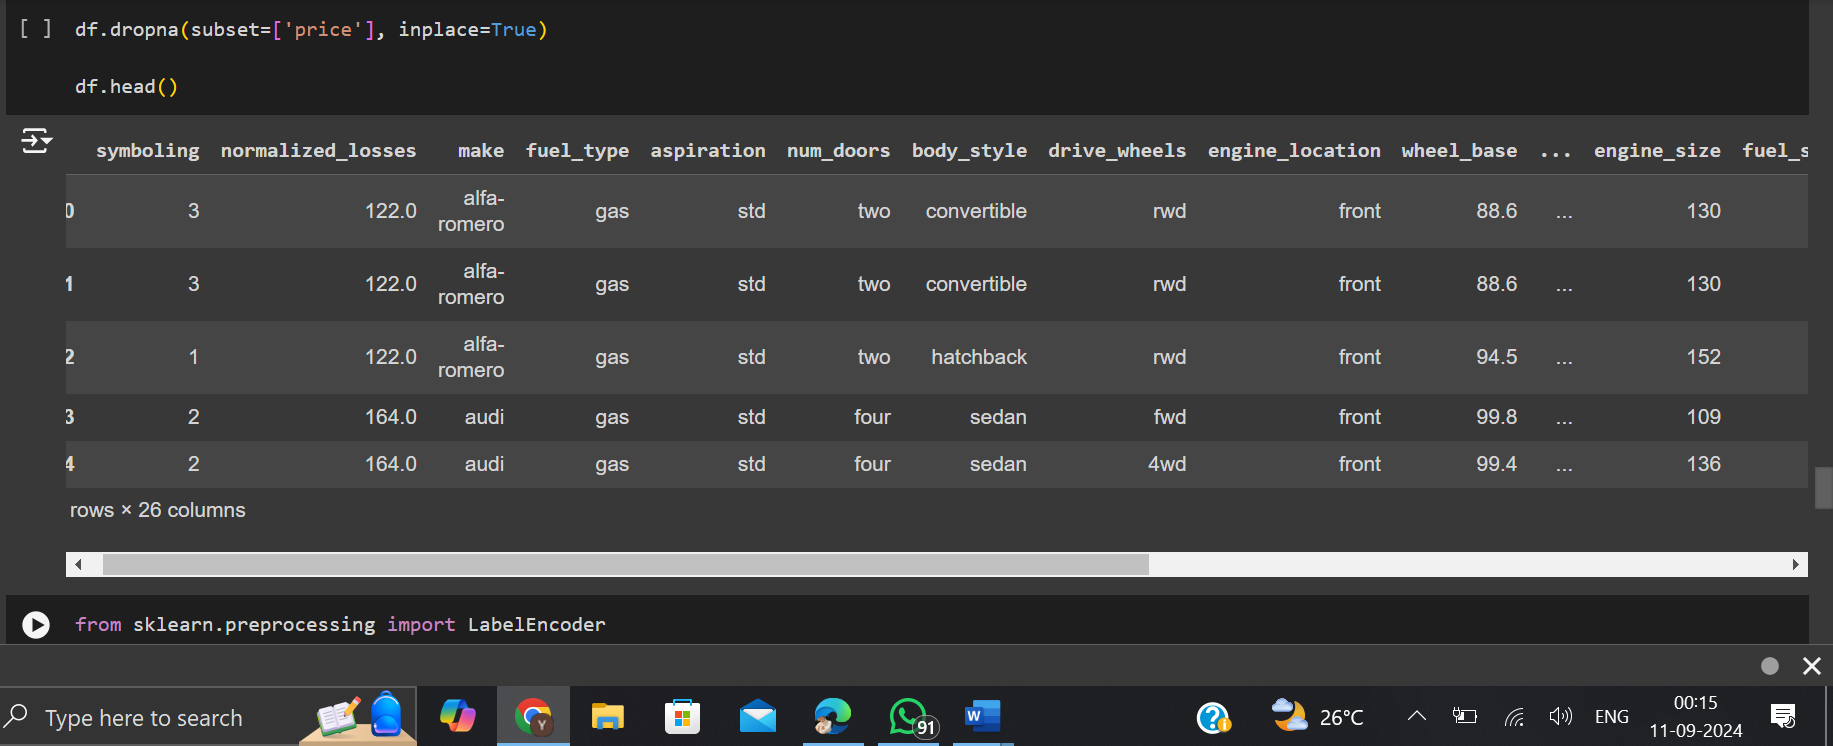 [ ] df.dropna(subset=['price'], inplace=True)
df.head()
symboling normalized_losses make fuel_type aspiration num_doors body_style drive_wheels engine_location wheel_base ... engine_size fuel_s
0 3 122.0 alfa-romero gas std two convertible rwd front 88.6 ... 130
1 3 122.0 alfa-romero gas std two convertible rwd front 88.6 ... 130
2 1 122.0 alfa-romero gas std two hatchback rwd front 94.5 ... 152
3 2 164.0 audi gas std four sedan fwd front 99.8 ... 109
4 2 164.0 audi gas std four sedan 4wd front 99.4 ... 136
rows × 26 columns
from sklearn.preprocessing import LabelEncoder
Type here to search
Y
91
W
26°C
ENG
00:15
11-09-2024